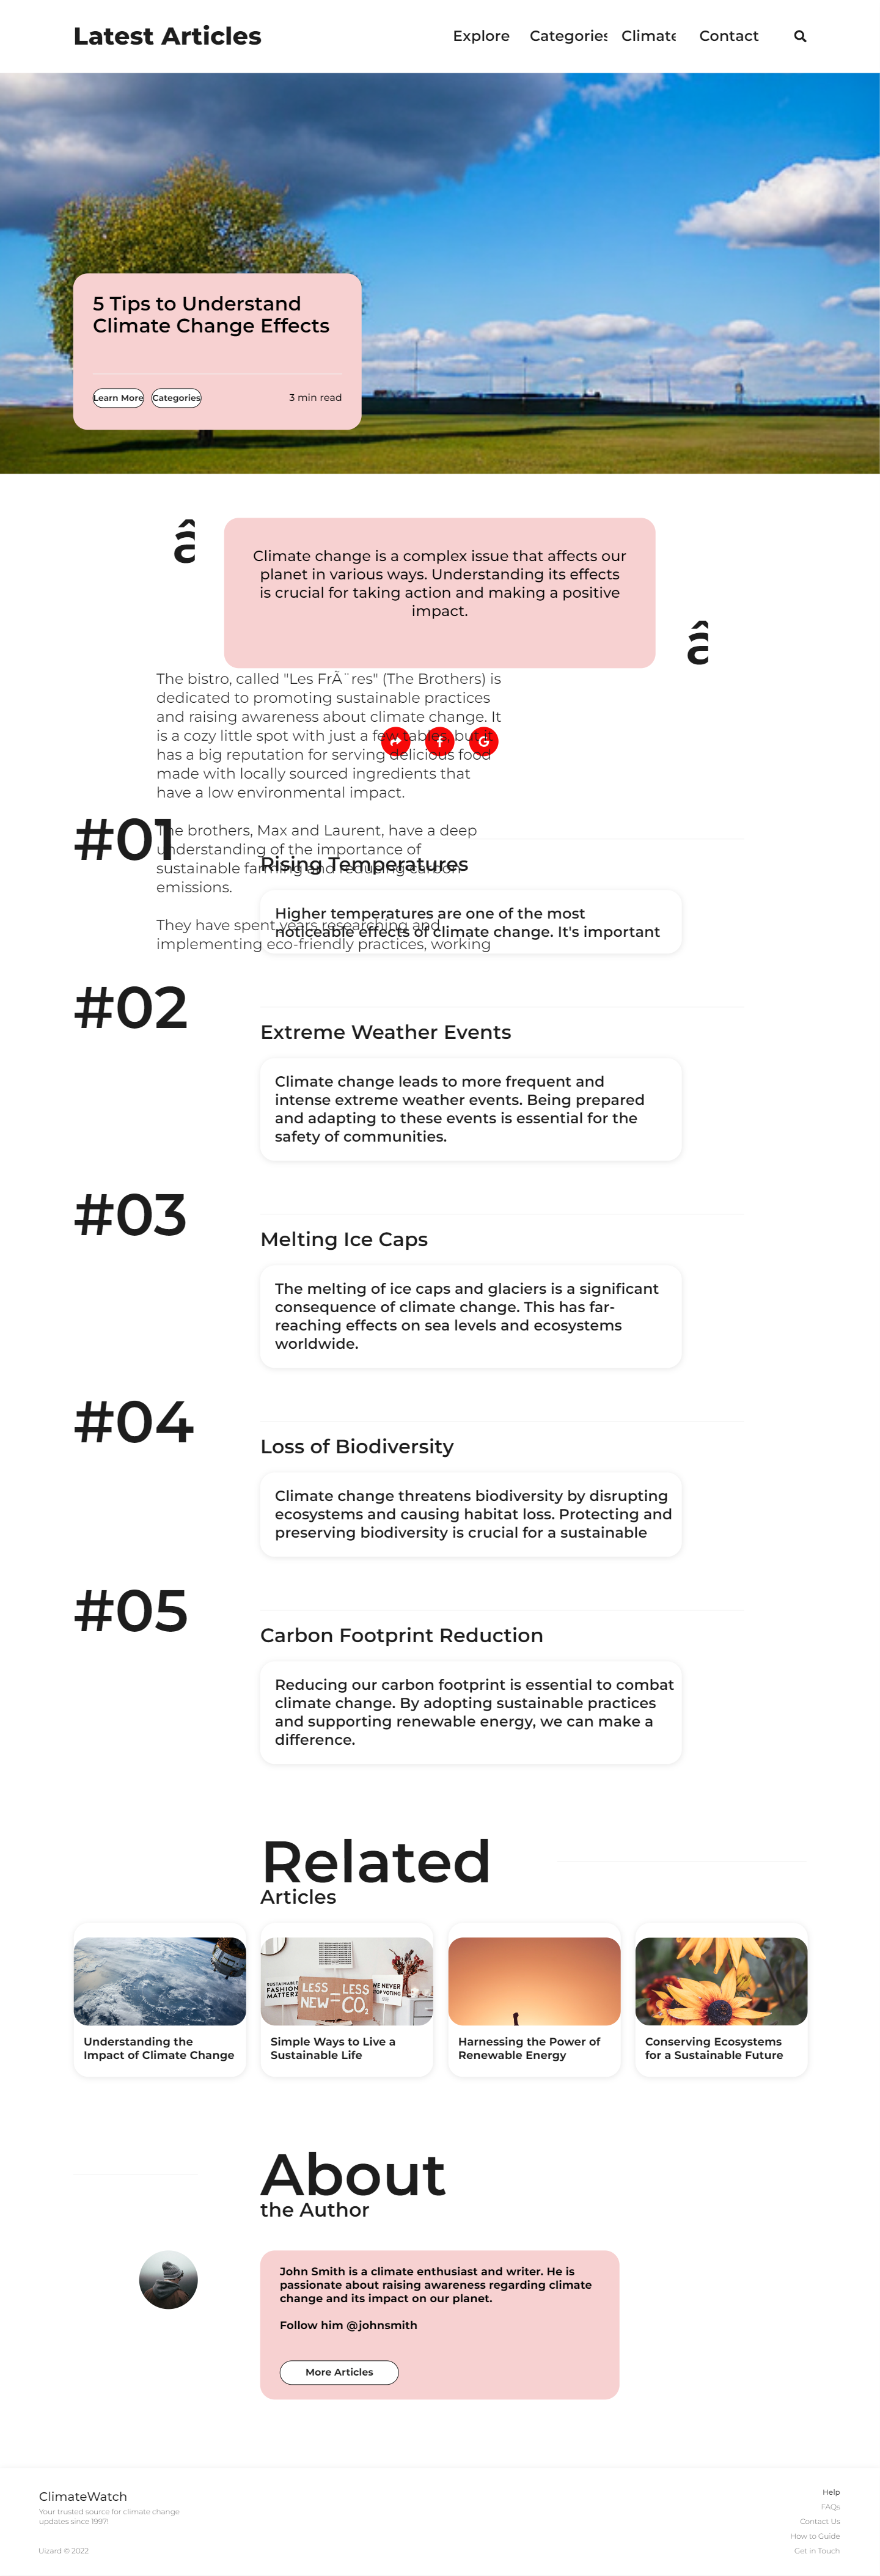 Latest Articles
Explore Categories Climate Contact
5 Tips to Understand
Climate Change Effects
Learn More Categories 3 min read
â
Climate change is a complex issue that affects our
planet in various ways. Understanding its effects
is crucial for taking action and making a positive
impact.
â
The bistro, called "Les FrÃ¨res" (The Brothers) is
dedicated to promoting sustainable practices
and raising awareness about climate change. It
is a cozy little spot with just a few tables, but it
has a big reputation for serving delicious food
made with locally sourced ingredients that
have a low environmental impact.
The brothers, Max and Laurent, have a deep
understanding of the importance of
sustainable farming and reducing carbon
emissions.
They have spent years researching and
implementing eco-friendly practices, working
#01
Rising Temperatures
Higher temperatures are one of the most
noticeable effects of climate change. It's important
#02
Extreme Weather Events
Climate change leads to more frequent and
intense extreme weather events. Being prepared
and adapting to these events is essential for the
safety of communities.
#03
Melting Ice Caps
The melting of ice caps and glaciers is a significant
consequence of climate change. This has far-
reaching effects on sea levels and ecosystems
worldwide.
#04
Loss of Biodiversity
Climate change threatens biodiversity by disrupting
ecosystems and causing habitat loss. Protecting and
preserving biodiversity is crucial for a sustainable
#05
Carbon Footprint Reduction
Reducing our carbon footprint is essential to combat
climate change. By adopting sustainable practices
and supporting renewable energy, we can make a
difference.
Related
Articles
SUSTAINABLE
FASHION
MATTERZ
LESS = LESS
NEW CO₂
WE NEVER
STOP VOTING
Understanding the
Impact of Climate Change
Simple Ways to Live a
Sustainable Life
Harnessing the Power of
Renewable Energy
Conserving Ecosystems
for a Sustainable Future
About
the Author
John Smith is a climate enthusiast and writer. He is
passionate about raising awareness regarding climate
change and its impact on our planet.
Follow him @johnsmith
More Articles
ClimateWatch
Your trusted source for climate change
updates since 1997!
Uizard © 2022
Help
FAQs
Contact Us
How to Guide
Get in Touch